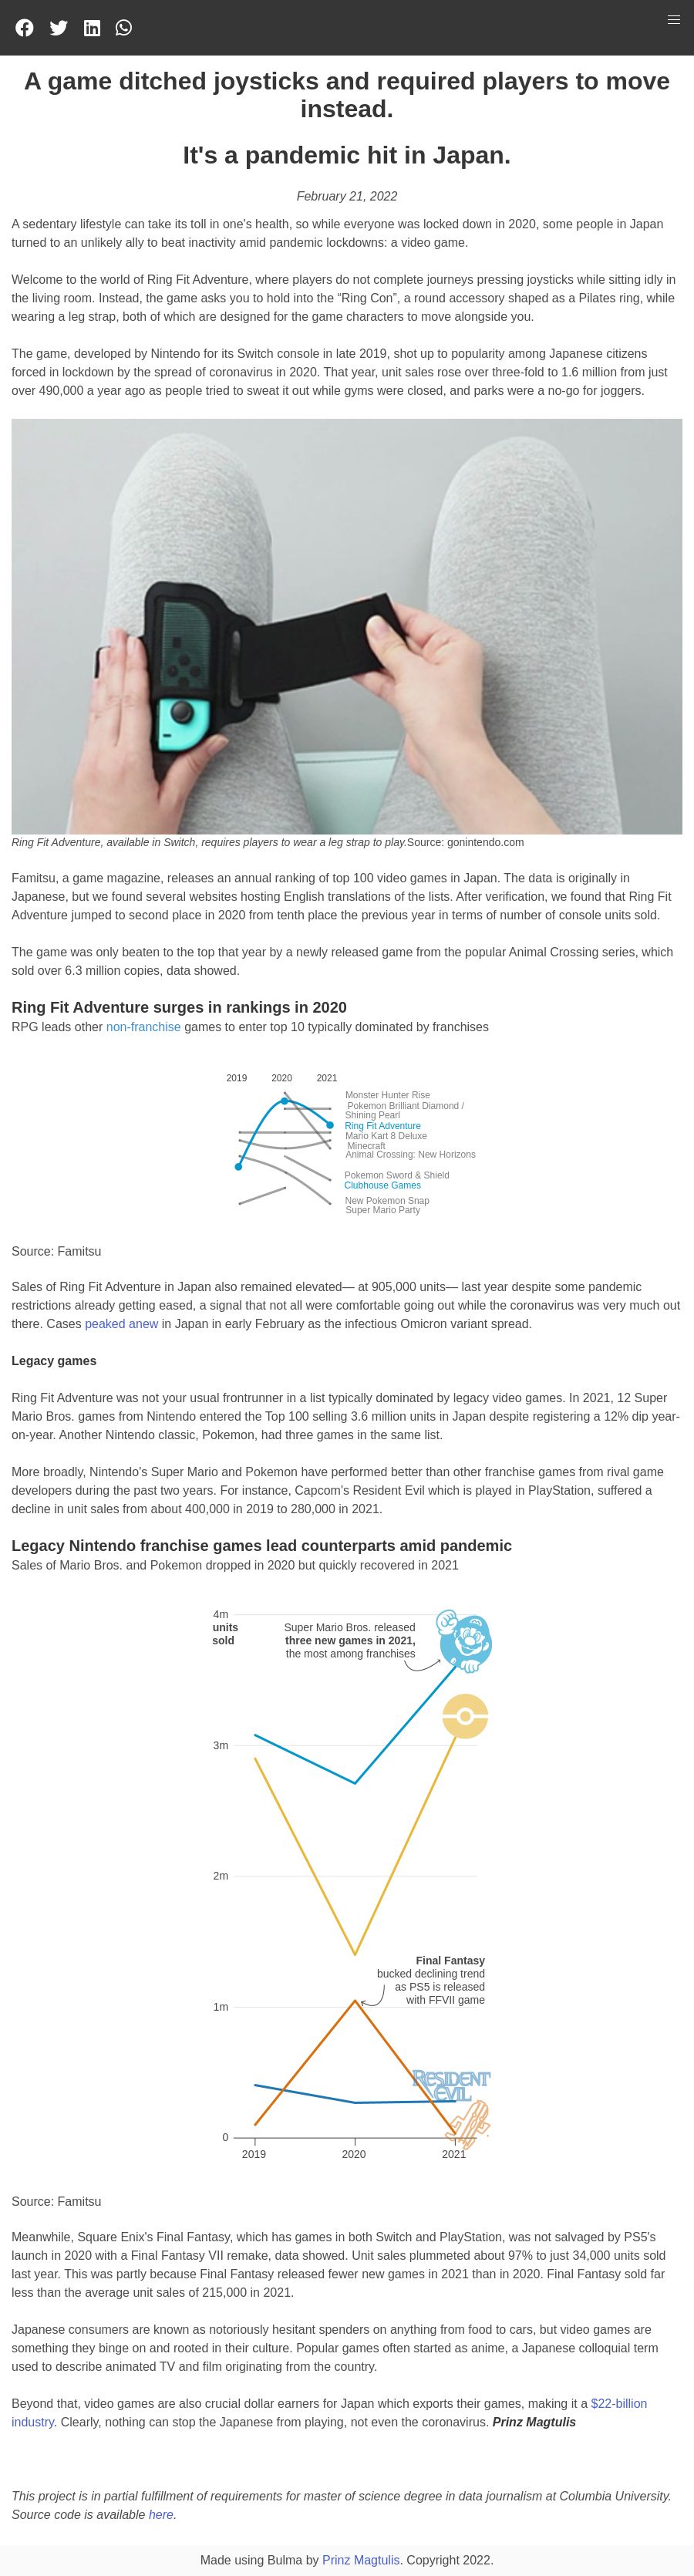 A game ditched joysticks and required players to move
instead.
It's a pandemic hit in Japan.
February 21, 2022
A sedentary lifestyle can take its toll in one's health, so while everyone was locked down in 2020, some people in Japan
turned to an unlikely ally to beat inactivity amid pandemic lockdowns: a video game.
Welcome to the world of Ring Fit Adventure, where players do not complete journeys pressing joysticks while sitting idly in
the living room. Instead, the game asks you to hold into the “Ring Con”, a round accessory shaped as a Pilates ring, while
wearing a leg strap, both of which are designed for the game characters to move alongside you.
The game, developed by Nintendo for its Switch console in late 2019, shot up to popularity among Japanese citizens
forced in lockdown by the spread of coronavirus in 2020. That year, unit sales rose over three-fold to 1.6 million from just
over 490,000 a year ago as people tried to sweat it out while gyms were closed, and parks were a no-go for joggers.
Ring Fit Adventure, available in Switch, requires players to wear a leg strap to play.Source: gonintendo.com
Famitsu, a game magazine, releases an annual ranking of top 100 video games in Japan. The data is originally in
Japanese, but we found several websites hosting English translations of the lists. After verification, we found that Ring Fit
Adventure jumped to second place in 2020 from tenth place the previous year in terms of number of console units sold.
The game was only beaten to the top that year by a newly released game from the popular Animal Crossing series, which
sold over 6.3 million copies, data showed.
Ring Fit Adventure surges in rankings in 2020
RPG leads other non-franchise games to enter top 10 typically dominated by franchises
2019 2020 2021
Monster Hunter Rise
Pokemon Brilliant Diamond /
Shining Pearl
Ring Fit Adventure
Mario Kart 8 Deluxe
Minecraft
Animal Crossing: New Horizons
Pokemon Sword & Shield
Clubhouse Games
New Pokemon Snap
Super Mario Party
Source: Famitsu
Sales of Ring Fit Adventure in Japan also remained elevated— at 905,000 units— last year despite some pandemic
restrictions already getting eased, a signal that not all were comfortable going out while the coronavirus was very much out
there. Cases peaked anew in Japan in early February as the infectious Omicron variant spread.
Legacy games
Ring Fit Adventure was not your usual frontrunner in a list typically dominated by legacy video games. In 2021, 12 Super
Mario Bros. games from Nintendo entered the Top 100 selling 3.6 million units in Japan despite registering a 12% dip year-
on-year. Another Nintendo classic, Pokemon, had three games in the same list.
More broadly, Nintendo's Super Mario and Pokemon have performed better than other franchise games from rival game
developers during the past two years. For instance, Capcom's Resident Evil which is played in PlayStation, suffered a
decline in unit sales from about 400,000 in 2019 to 280,000 in 2021.
Legacy Nintendo franchise games lead counterparts amid pandemic
Sales of Mario Bros. and Pokemon dropped in 2020 but quickly recovered in 2021
4m
units
sold
Super Mario Bros. released
three new games in 2021,
the most among franchises
3m
2m
Final Fantasy
bucked declining trend
as PS5 is released
with FFVII game
1m
RESIDENT
EVIL
0
2019 2020 2021
Source: Famitsu
Meanwhile, Square Enix's Final Fantasy, which has games in both Switch and PlayStation, was not salvaged by PS5's
launch in 2020 with a Final Fantasy VII remake, data showed. Unit sales plummeted about 97% to just 34,000 units sold
last year. This was partly because Final Fantasy released fewer new games in 2021 than in 2020. Final Fantasy sold far
less than the average unit sales of 215,000 in 2021.
Japanese consumers are known as notoriously hesitant spenders on anything from food to cars, but video games are
something they binge on and rooted in their culture. Popular games often started as anime, a Japanese colloquial term
used to describe animated TV and film originating from the country.
Beyond that, video games are also crucial dollar earners for Japan which exports their games, making it a $22-billion
industry. Clearly, nothing can stop the Japanese from playing, not even the coronavirus. Prinz Magtulis
This project is in partial fulfillment of requirements for master of science degree in data journalism at Columbia University.
Source code is available here.
Made using Bulma by Prinz Magtulis. Copyright 2022.